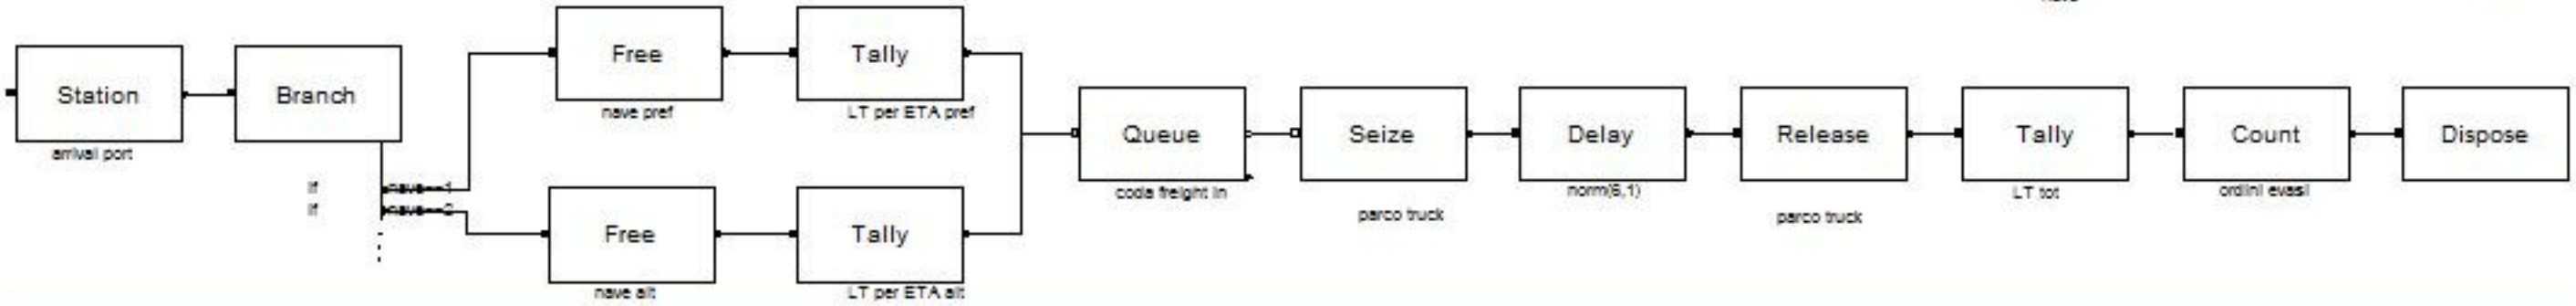 Station
arrival port
Branch
if nave==1
if nave==2
Free
nave pref
Tally
LT per ETA pref
Free
nave alt
Tally
LT per ETA alt
Queue
coda freight in
Seize
parco truck
Delay
norm(6,1)
Release
parco truck
Tally
LT tot
Count
ordini evasi
Dispose